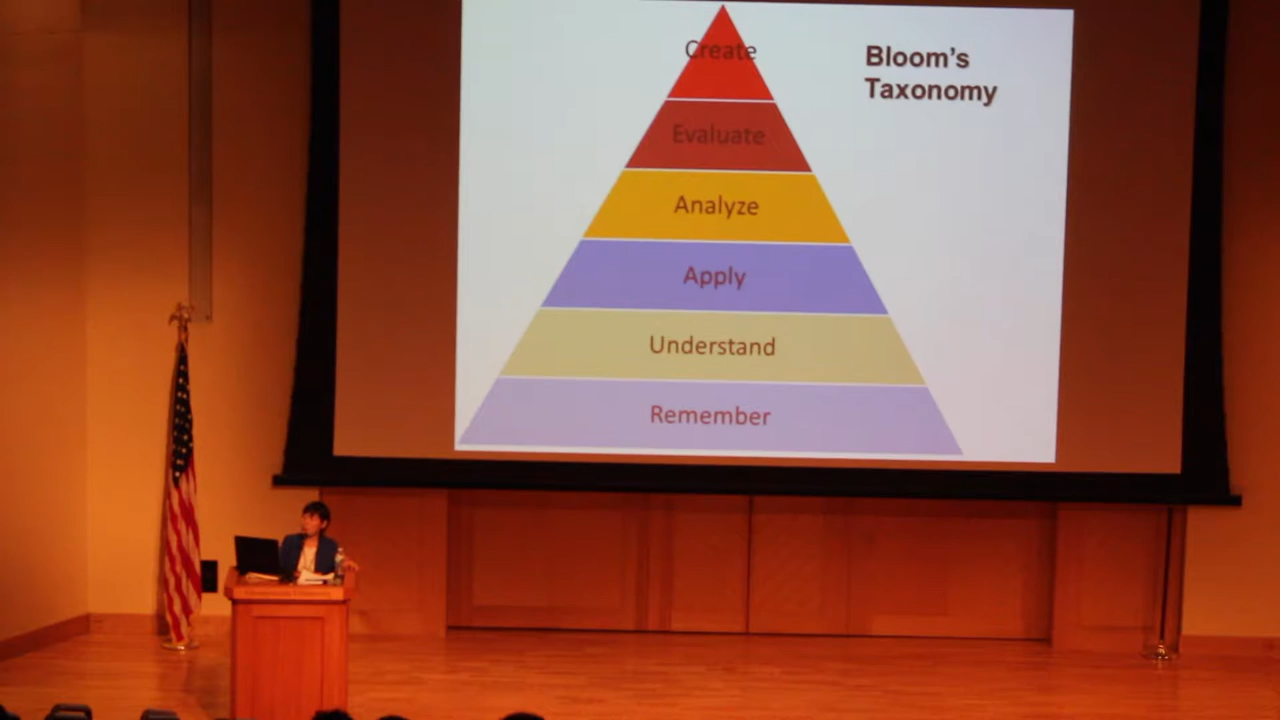 Create
Bloom's
Taxonomy
Evaluate
Analyze
Apply
Understand
Remember